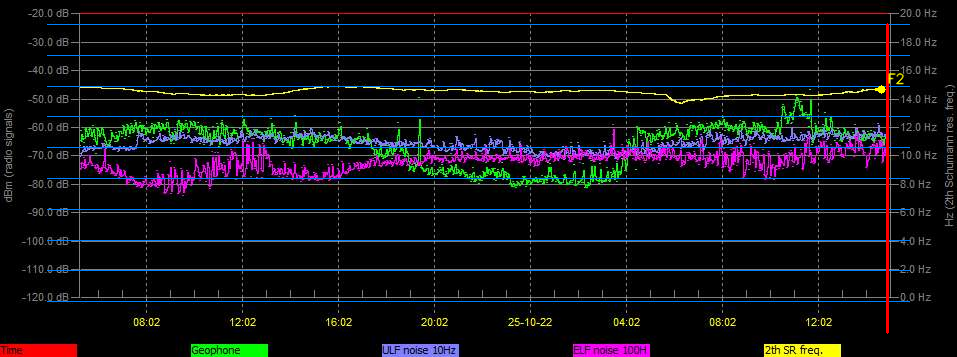 -20.0 dB 20.0 Hz
-30.0 dB 18.0 Hz
-40.0 dB 16.0 Hz
F2
-50.0 dB 14.0 Hz
-60.0 dB 12.0 Hz
-70.0 dB 10.0 Hz
-80.0 dB 8.0 Hz
-90.0 dB 6.0 Hz
-100.0 dB 4.0 Hz
-110.0 dB 2.0 Hz
-120.0 dB 0.0 Hz
dBm (radio signals)
Hz (2th Schumann res. freq.)
08:02 12:02 16:02 20:02 25-10-22 04:02 08:02 12:02
Time Geophone ULF noise 10Hz ELF noise 100H 2th SR freq.